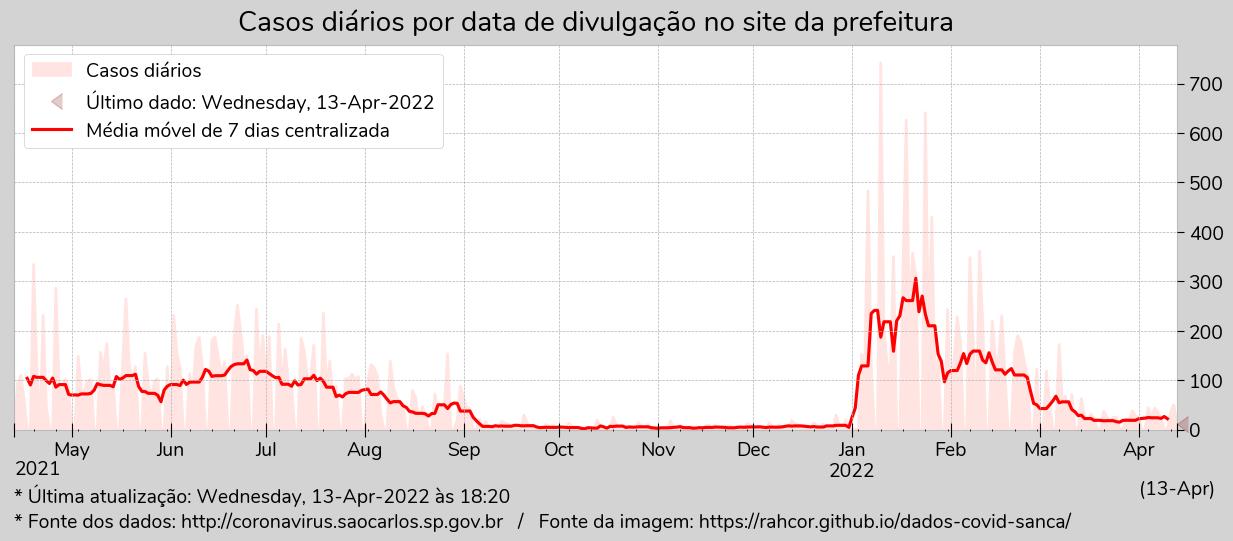 Casos diários por data de divulgação no site da prefeitura
Casos diários
Último dado: Wednesday, 13-Apr-2022
Média móvel de 7 dias centralizada
700
600
500
400
300
200
100
0
May Jun Jul Aug Sep Oct Nov Dec Jan Feb Mar Apr
2021 2022
(13-Apr)
* Última atualização: Wednesday, 13-Apr-2022 às 18:20
* Fonte dos dados: http://coronavirus.saocarlos.sp.gov.br / Fonte da imagem: https://rahcor.github.io/dados-covid-sanca/